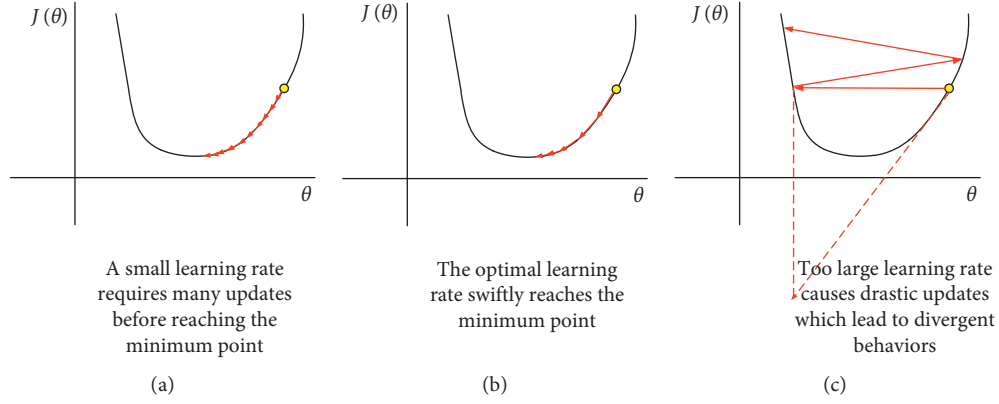 J (θ)
θ
A small learning rate
requires many updates
before reaching the
minimum point
(a)
J (θ)
θ
The optimal learning
rate swiftly reaches the
minimum point
(b)
J (θ)
θ
Too large learning rate
causes drastic updates
which lead to divergent
behaviors
(c)